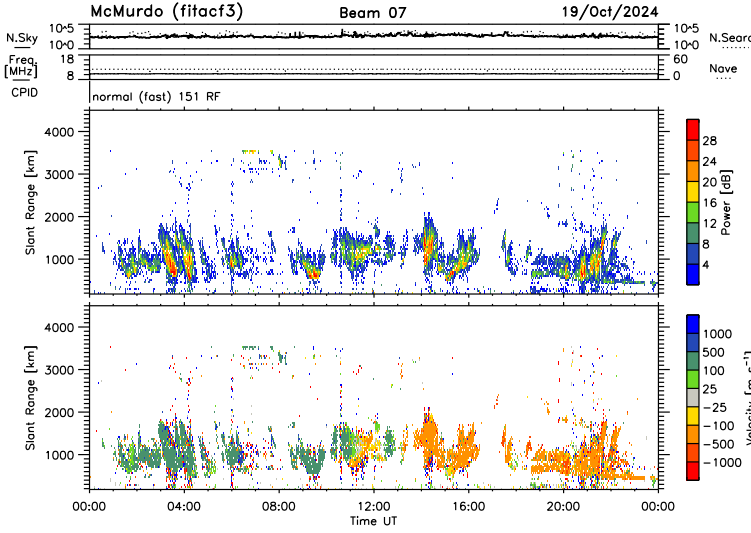 McMurdo (fitacf3) Beam 07 19/Oct/2024
N.Sky 10^5 10^0 10^5 10^0 N.Sear
Freq. [MHz] 18 8 60 0 Nave
CPID normal (fast) 151 RF
Slant Range [km] 4000 3000 2000 1000
28 24 20 16 12 8 4 Power [dB]
Slant Range [km] 4000 3000 2000 1000
1000 500 100 25 −25 −100 −500 −1000 Velocity [m s⁻¹]
00:00 04:00 08:00 12:00 16:00 20:00 00:00
Time UT